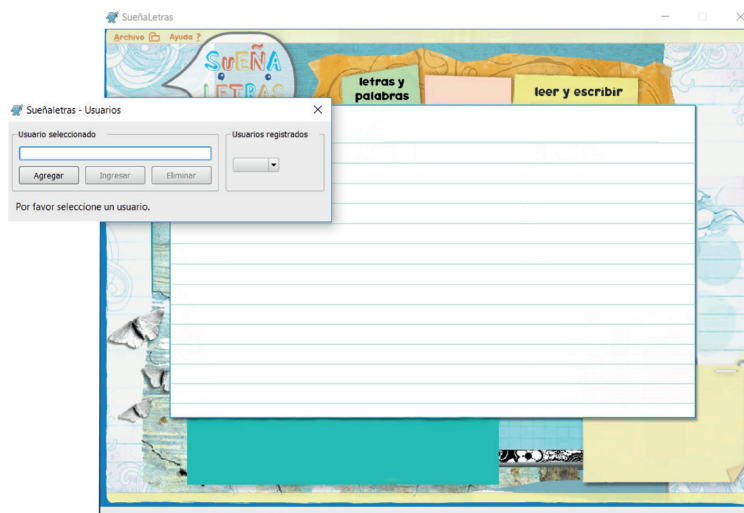 SueñaLetras
Archivo Ayuda ?
SUEÑA
LETRAS
letras y
palabras
leer y escribir
Sueñaletras - Usuarios
Usuario seleccionado
Usuarios registrados
Agregar Ingresar Eliminar
Por favor seleccione un usuario.